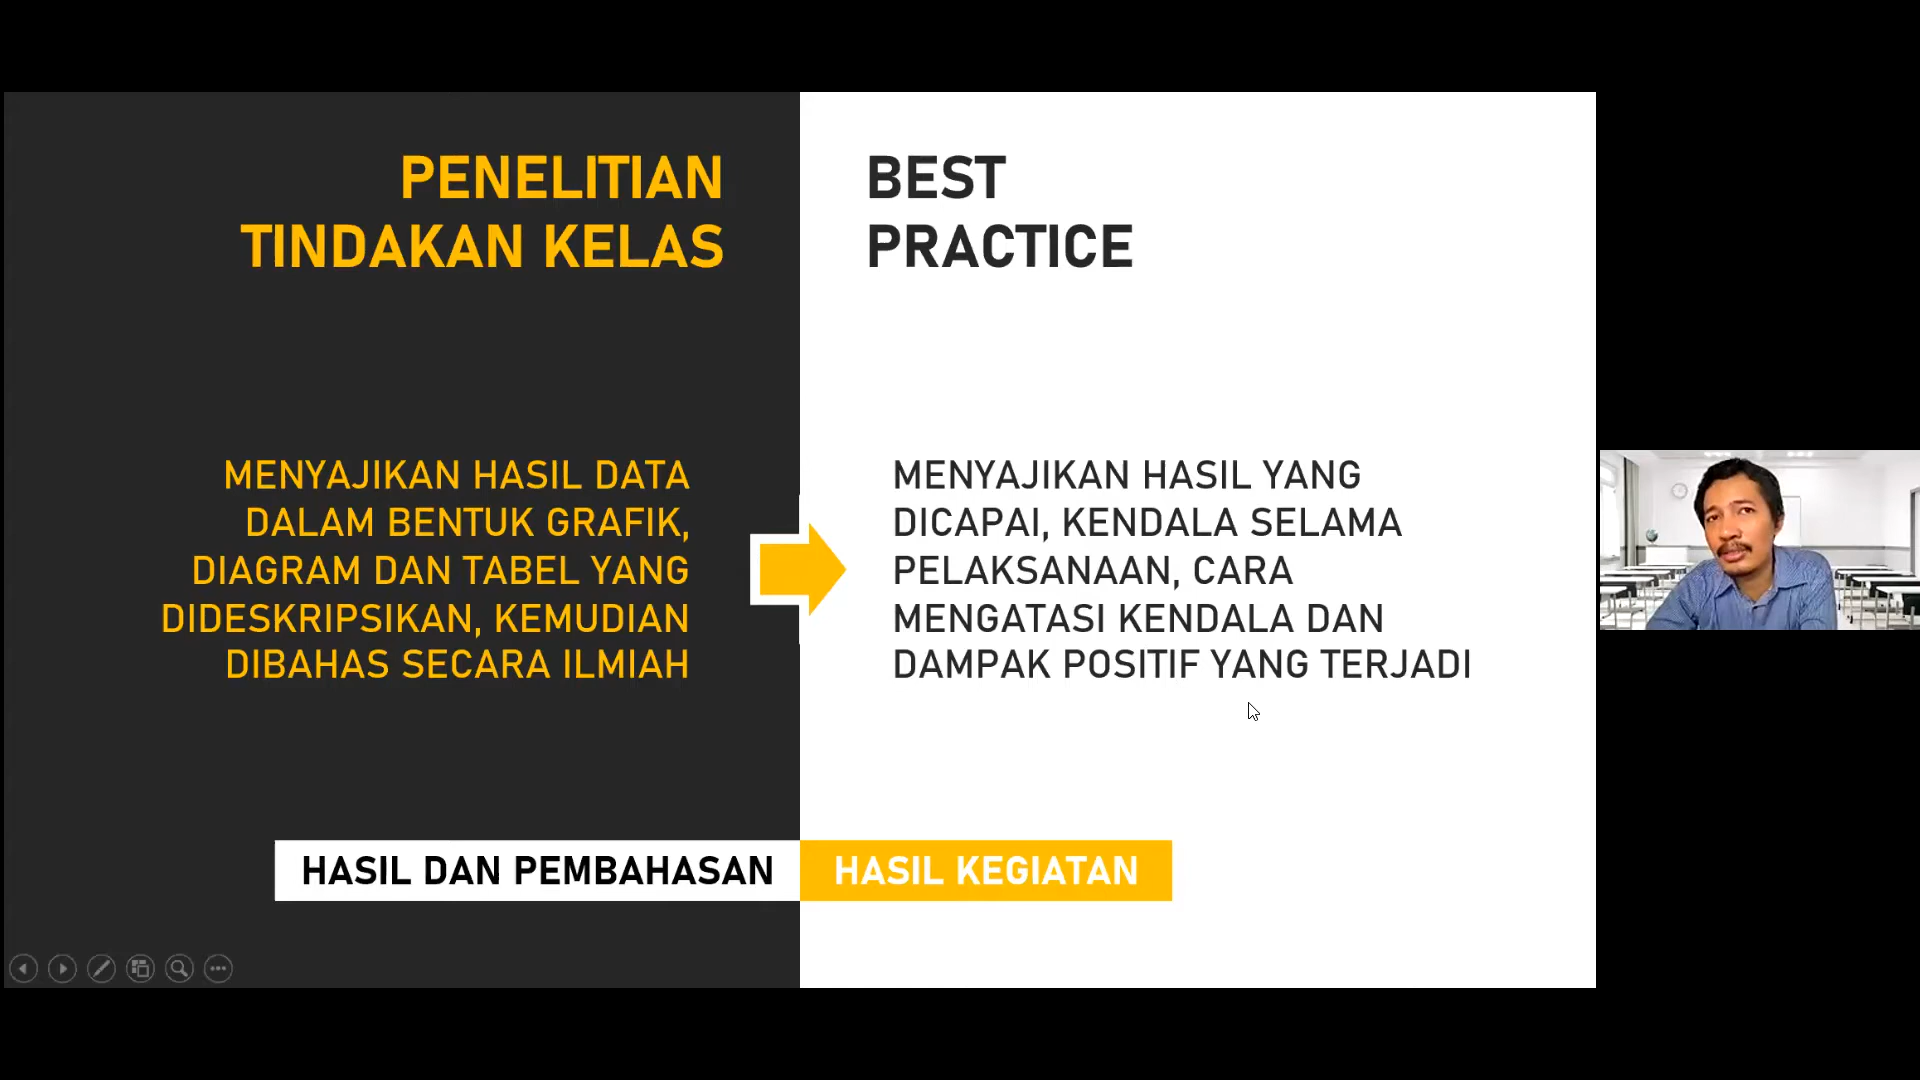 PENELITIAN
TINDAKAN KELAS
MENYAJIKAN HASIL DATA
DALAM BENTUK GRAFIK,
DIAGRAM DAN TABEL YANG
DIDESKRIPSIKAN, KEMUDIAN
DIBAHAS SECARA ILMIAH
HASIL DAN PEMBAHASAN
BEST
PRACTICE
MENYAJIKAN HASIL YANG
DICAPAI, KENDALA SELAMA
PELAKSANAAN, CARA
MENGATASI KENDALA DAN
DAMPAK POSITIF YANG TERJADI
HASIL KEGIATAN